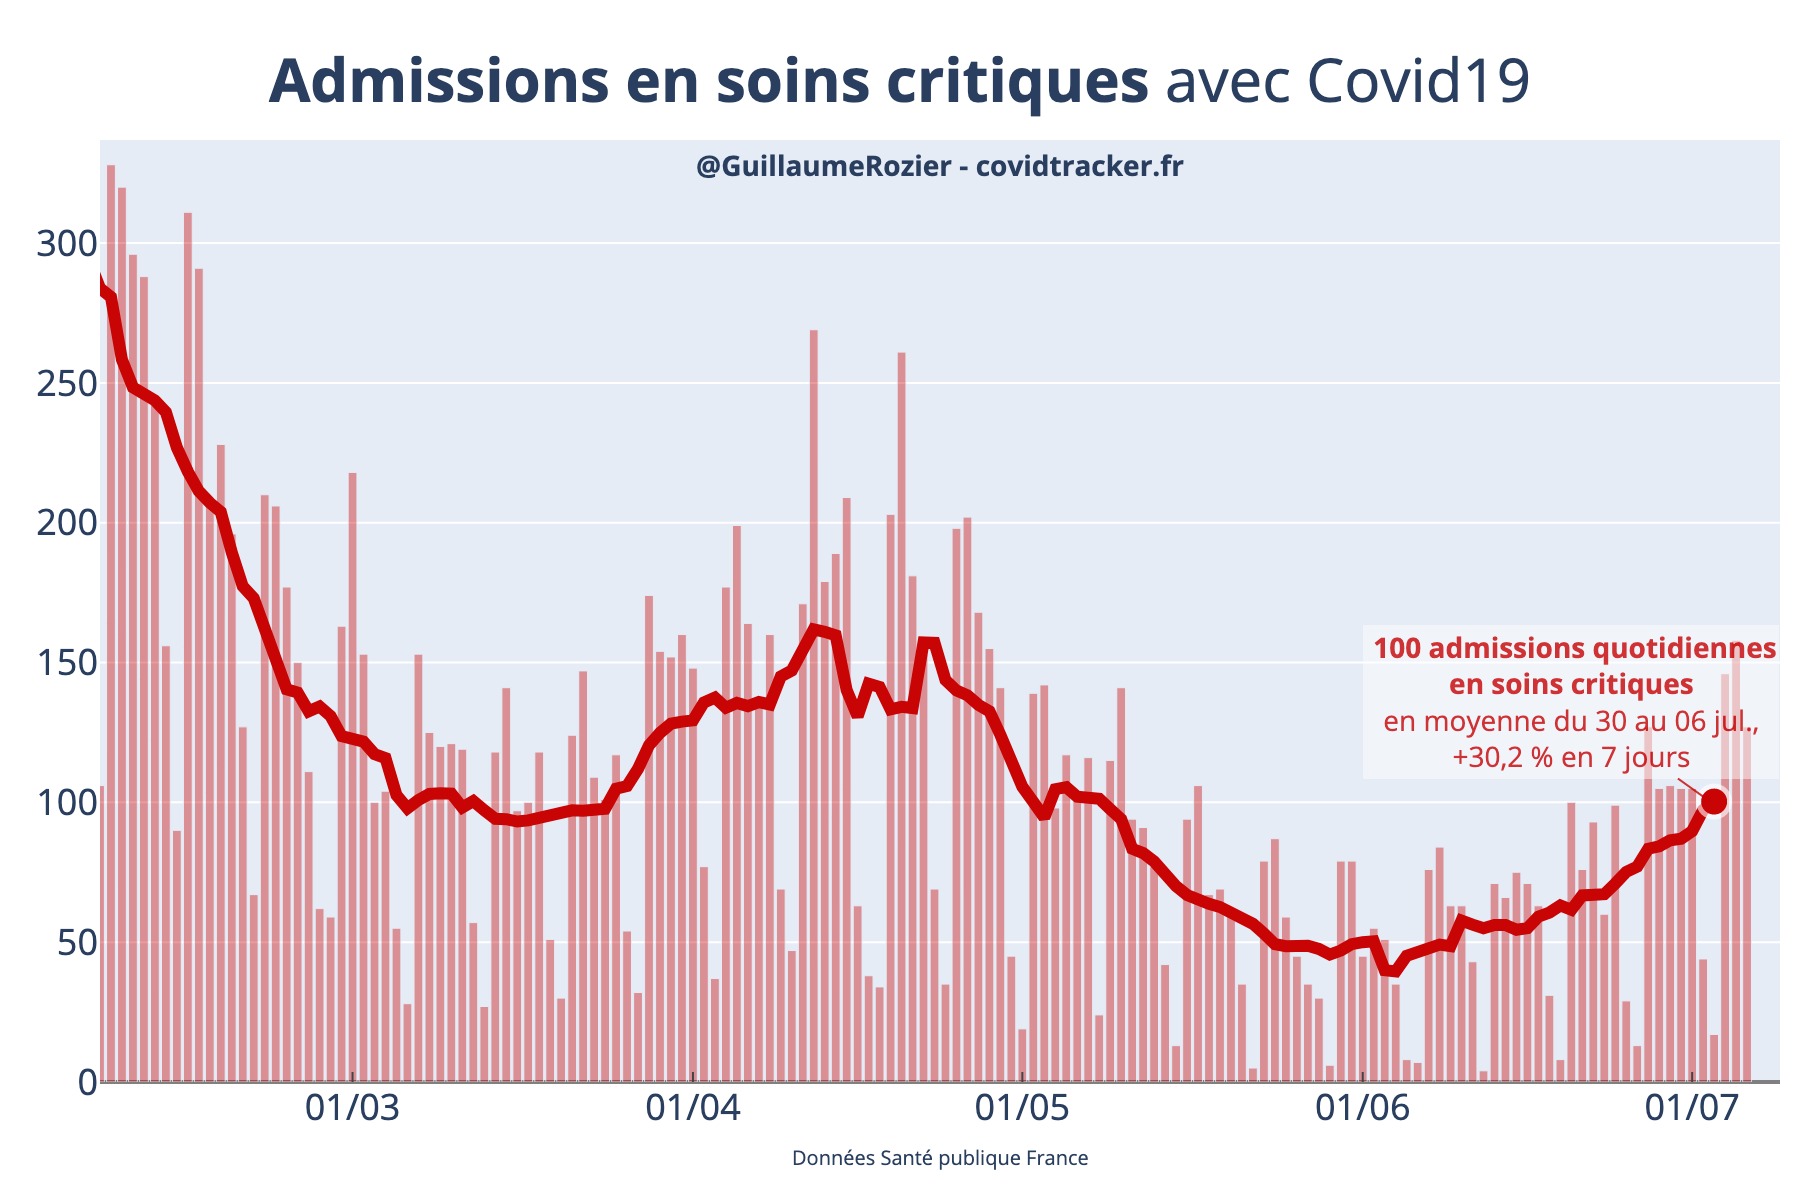 Admissions en soins critiques avec Covid19
@GuillaumeRozier - covidtracker.fr
300
250
200
150
100
50
0
100 admissions quotidiennes
en soins critiques
en moyenne du 30 au 06 jul.,
+30,2 % en 7 jours
01/03 01/04 01/05 01/06 01/07
Données Santé publique France